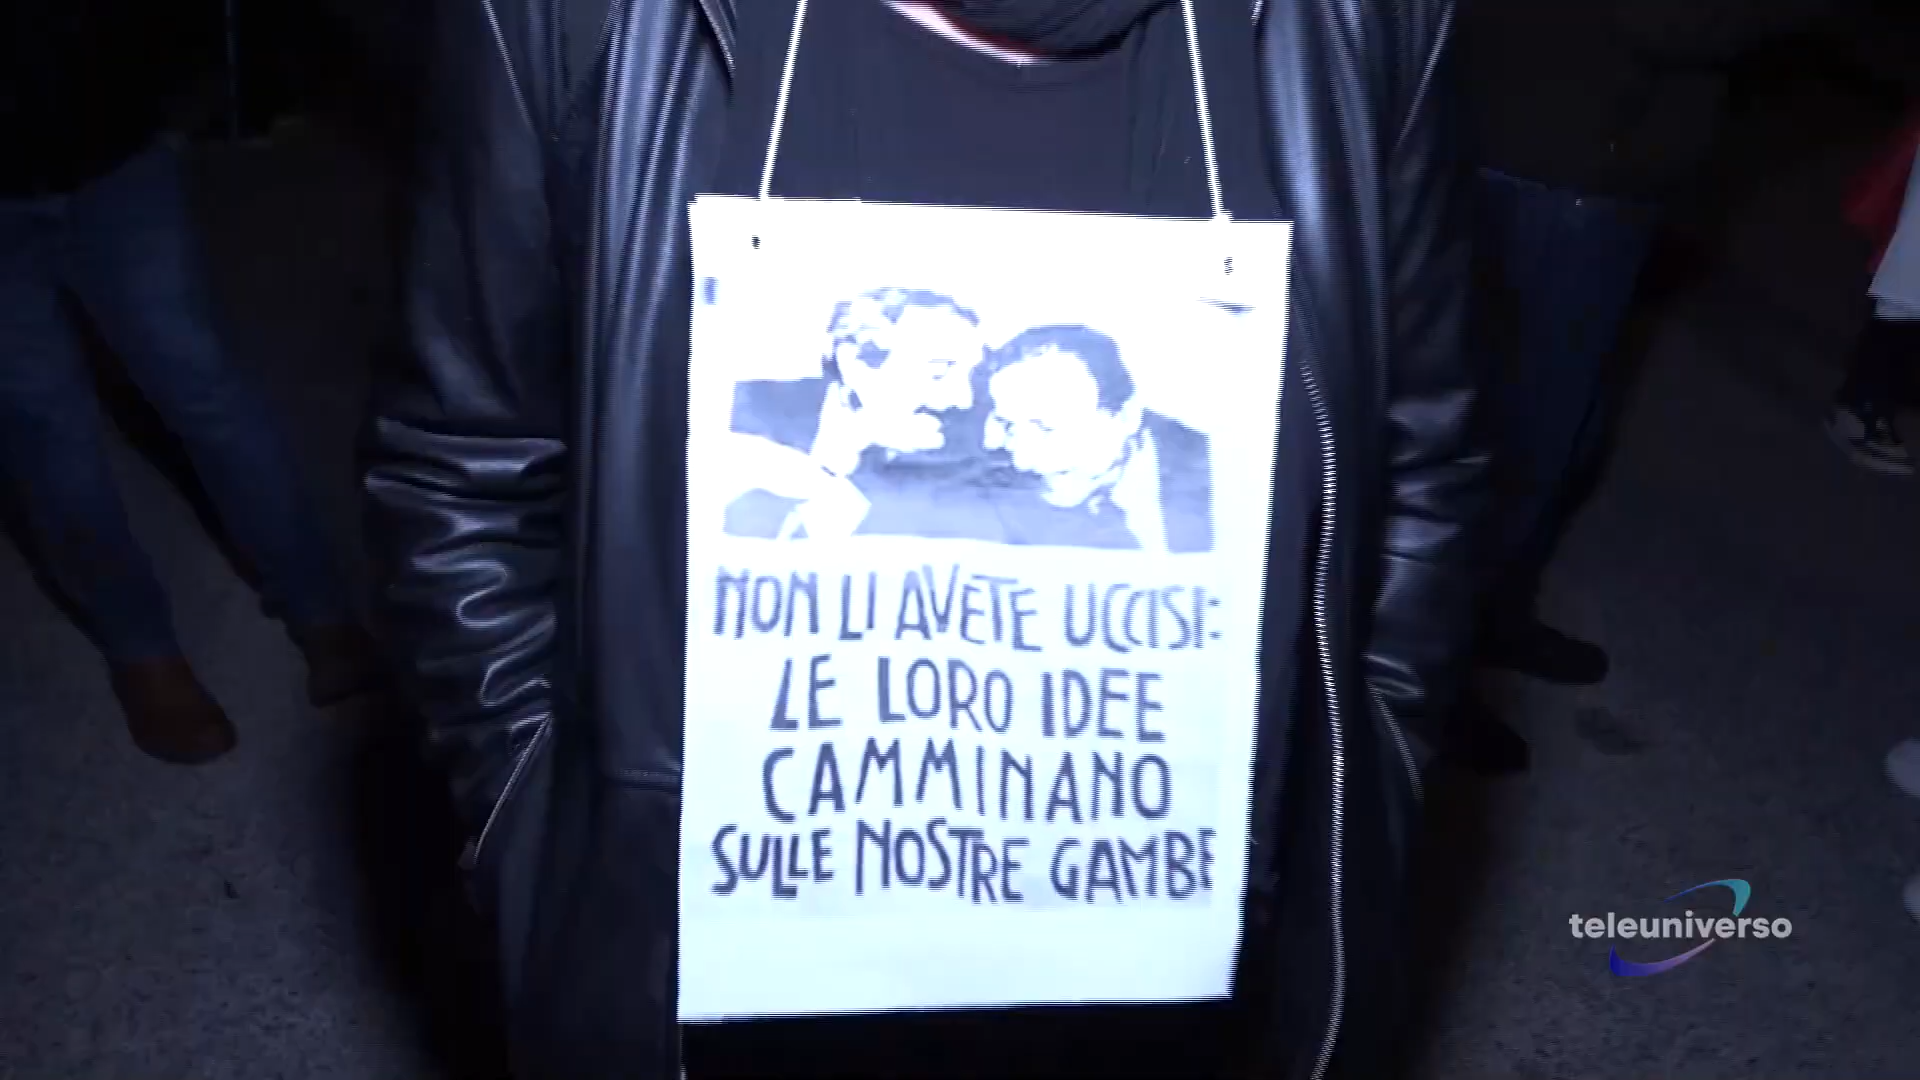 NON LI AVETE UCCISI:
LE LORO IDEE
CAMMINANO
SULLE NOSTRE GAMBE
teleuniverso